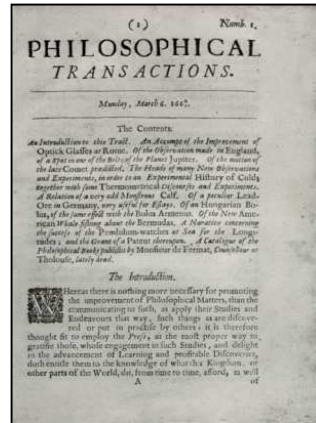 (1) Numb. 1.
PHILOSOPHICAL
TRANSACTIONS.
Munday, March 6. 166
The Contents.
An Introduction to this Tract. An Accompt of the Improvement of
Optick Glasses at Rome. Of the Observation made in England,
of a Spot in one of the Belts of the Planet Jupiter. Of the motion of
the late Comet prædicted. The Heads of many New Observations
and Experiments, in order to an Experimental History of Cold;
together with some Thermometrical Discourses and Experiments.
A Relation of a very odd Monstrous Calf. Of a peculiar Lead-
Ore in Germany, very useful for Essays. Of an Hungarian Bo-
lus, of the same effect with the Bolus Armenus. Of the New Ame-
rican Whale fishing about the Bermudas. A Narative concerning
the success of the Pendulum-watches at Sea for the Longi-
tudes; and the Grant of a Patent thereupon. A Catalogue of the
Philosophical Books publisht by Monsieur de Fermat, Counsellour at
Tholouse, lately dead.
The Introduction.
WHereas there is nothing more necessary for promoting
the improvement of Philosophical Matters, than the
communicating to such, as apply their Studies and
Endeavours that way, such things as are discove-
red or put in practise by others; it is therefore
thought fit to employ the Press, as the most proper way to
gratifie those, whose engagement in such Studies, and delight
in the advancement of Learning and profitable Discoveries,
doth entitle them to the knowledge of what this Kingdom, or
other parts of the World, do, from time to time, afford, as well
A of